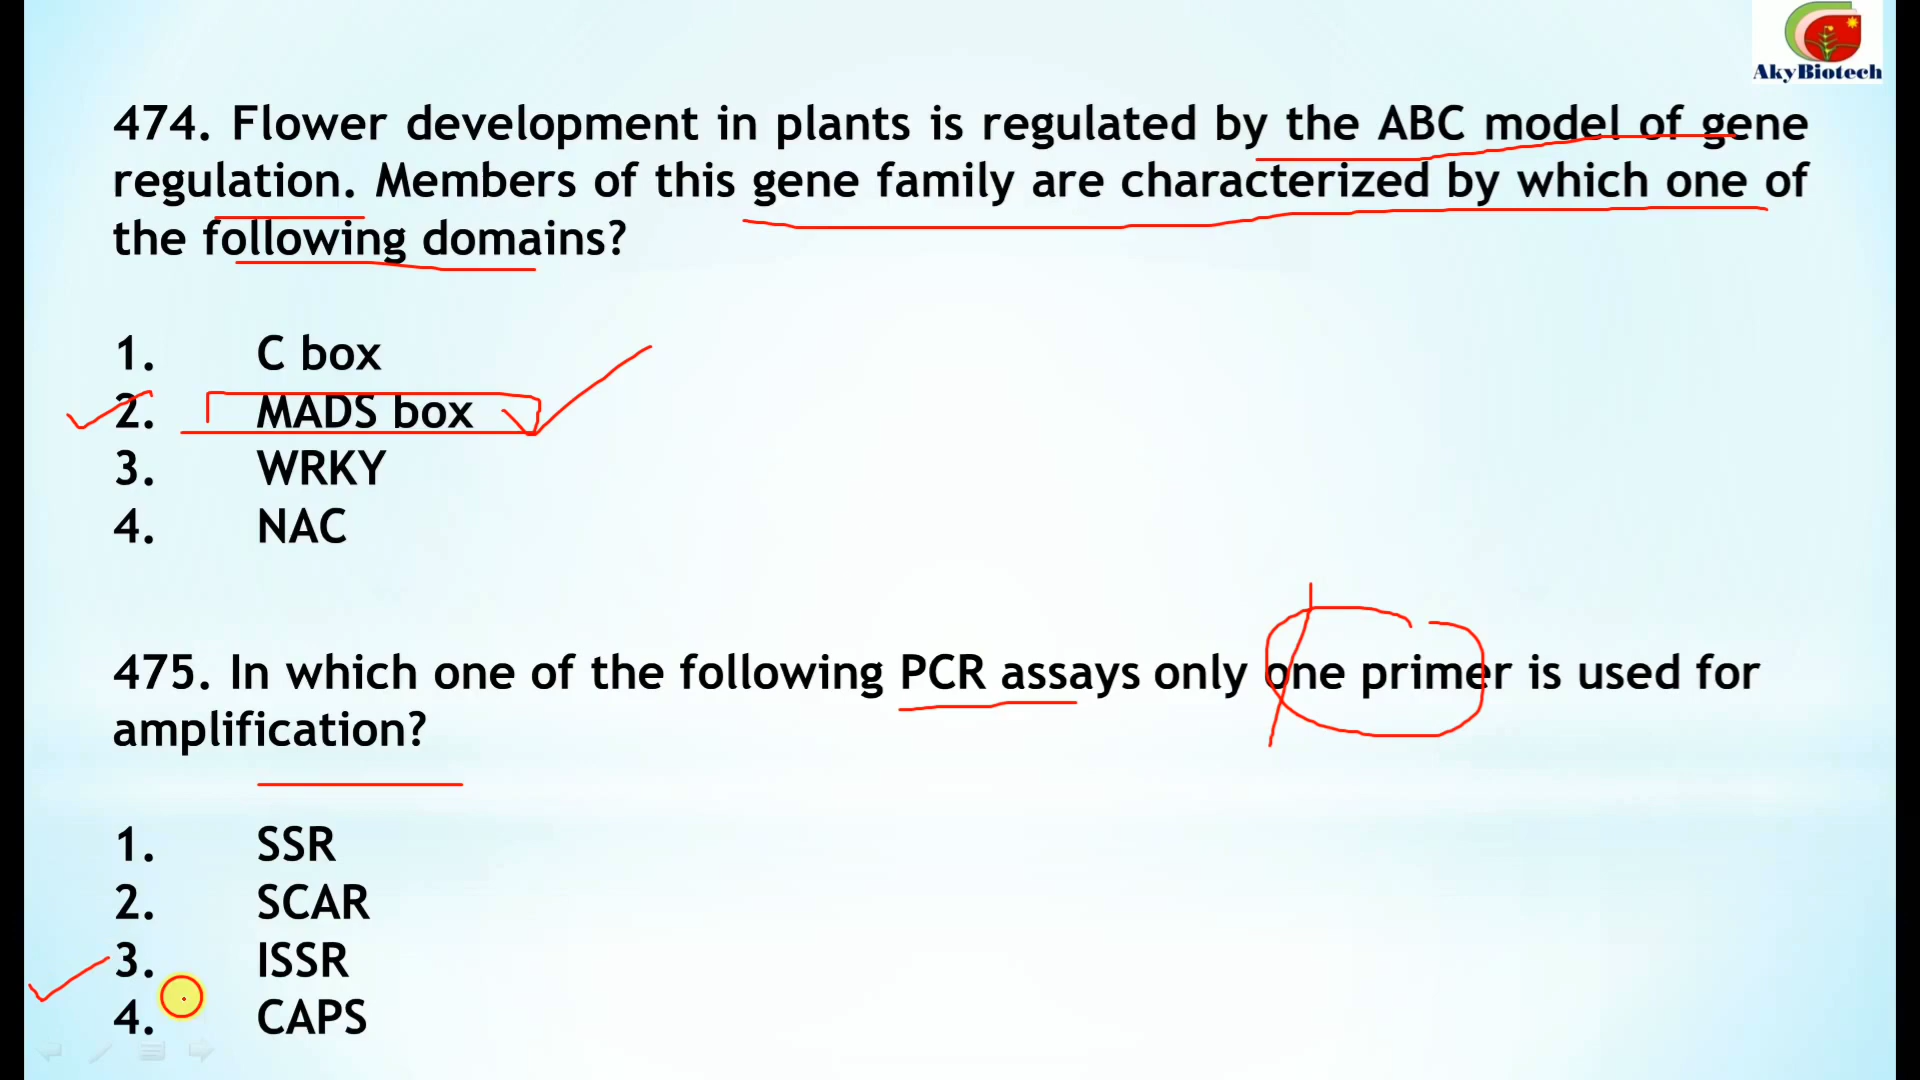 AkyBiotech
474. Flower development in plants is regulated by the ABC model of gene
regulation. Members of this gene family are characterized by which one of
the following domains?
1. C box
2. MADS box
3. WRKY
4. NAC
475. In which one of the following PCR assays only one primer is used for
amplification?
1. SSR
2. SCAR
3. ISSR
4. CAPS